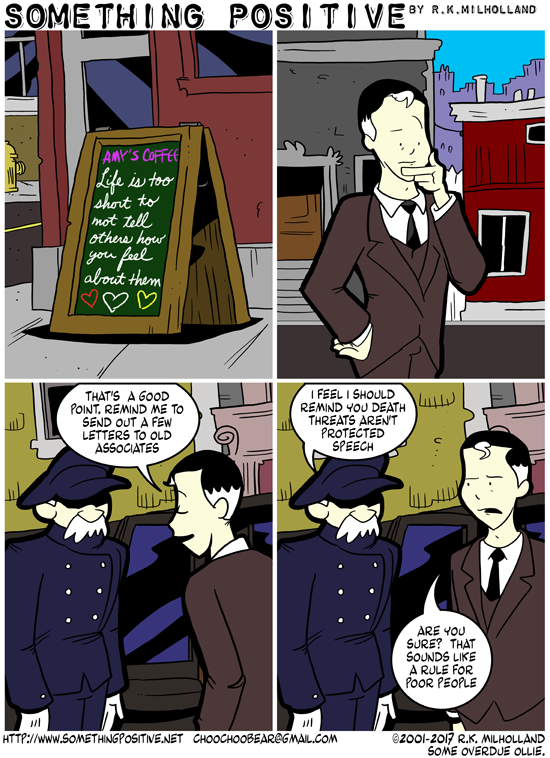 SOMETHING POSITIVE BY R.K.MILHOLLAND
AMY'S COFFEE
Life is too
short to
not tell
others how
you feel
about them
THAT'S A GOOD
POINT. REMIND ME TO
SEND OUT A FEW
LETTERS TO OLD
ASSOCIATES
I FEEL I SHOULD
REMIND YOU DEATH
THREATS AREN'T
PROTECTED
SPEECH
ARE YOU
SURE? THAT
SOUNDS LIKE
A RULE FOR
POOR PEOPLE
HTTP://WWW.SOMETHINGPOSITIVE.NET CHOOCHOOBEAR@GMAIL.COM ©2001-2017 R.K. MILHOLLAND
SOME OVERDUE OLLIE.